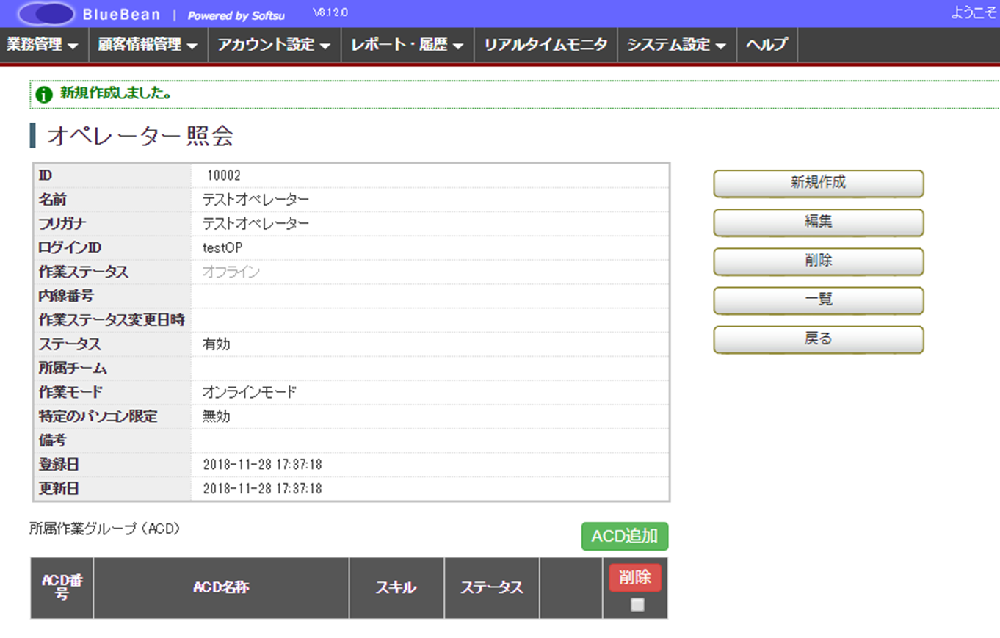 BlueBean | Powered by Softsu V8.12.0 ようこそ
業務管理 顧客情報管理 アカウント設定 レポート・履歴 リアルタイムモニタ システム設定 ヘルプ
新規作成しました。
オペレーター照会
ID 10002
名前 テストオペレーター
フリガナ テストオペレーター
ログインID testOP
作業ステータス オフライン
内線番号
作業ステータス変更日時
ステータス 有効
所属チーム
作業モード オンラインモード
特定のパソコン限定 無効
備考
登録日 2018-11-28 17:37:18
更新日 2018-11-28 17:37:18
新規作成
編集
削除
一覧
戻る
所属作業グループ（ACD） ACD追加
ACD番号 ACD名称 スキル ステータス 削除